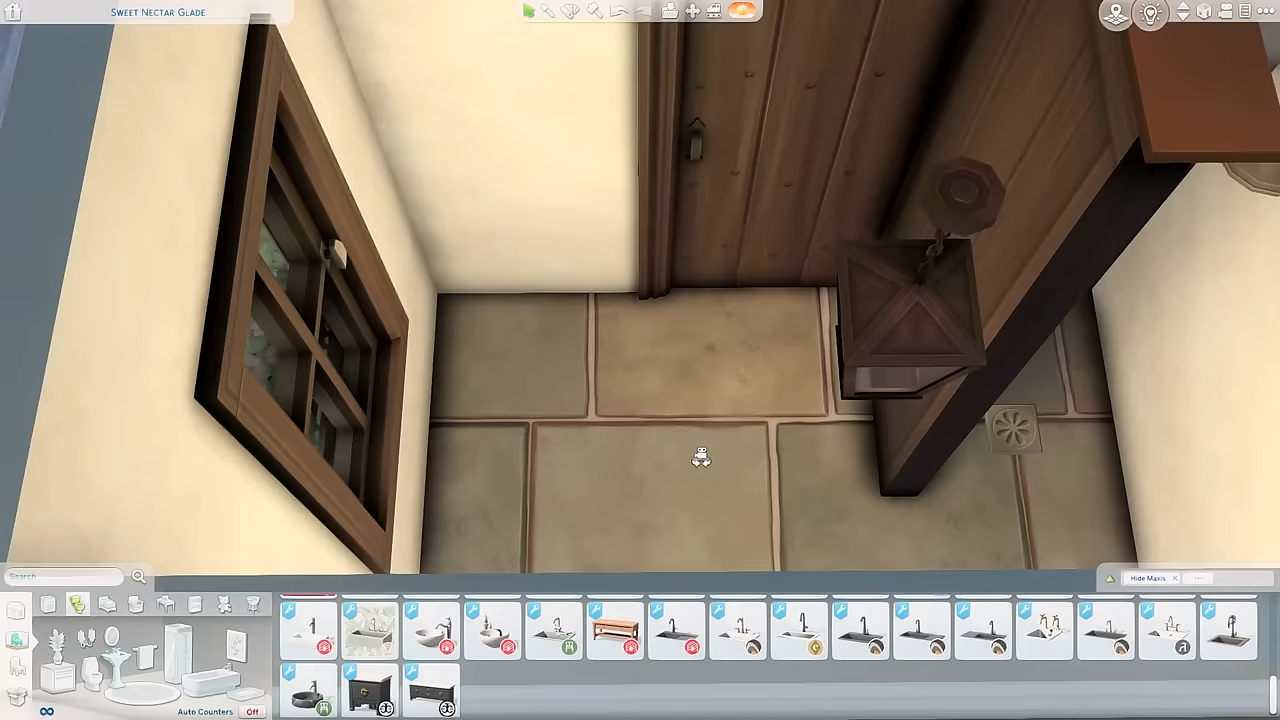 SWEET NECTAR GLADE
Search
Hide Maxis
Auto Counters
Off